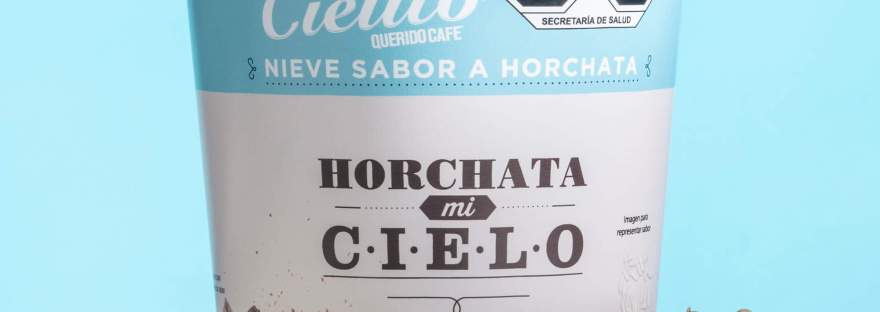 Cielito
QUERIDO CAFE
SECRETARÍA DE SALUD
NIEVE SABOR A HORCHATA
HORCHATA
mi
C·I·E·L·O
Imagen para
representar sabor